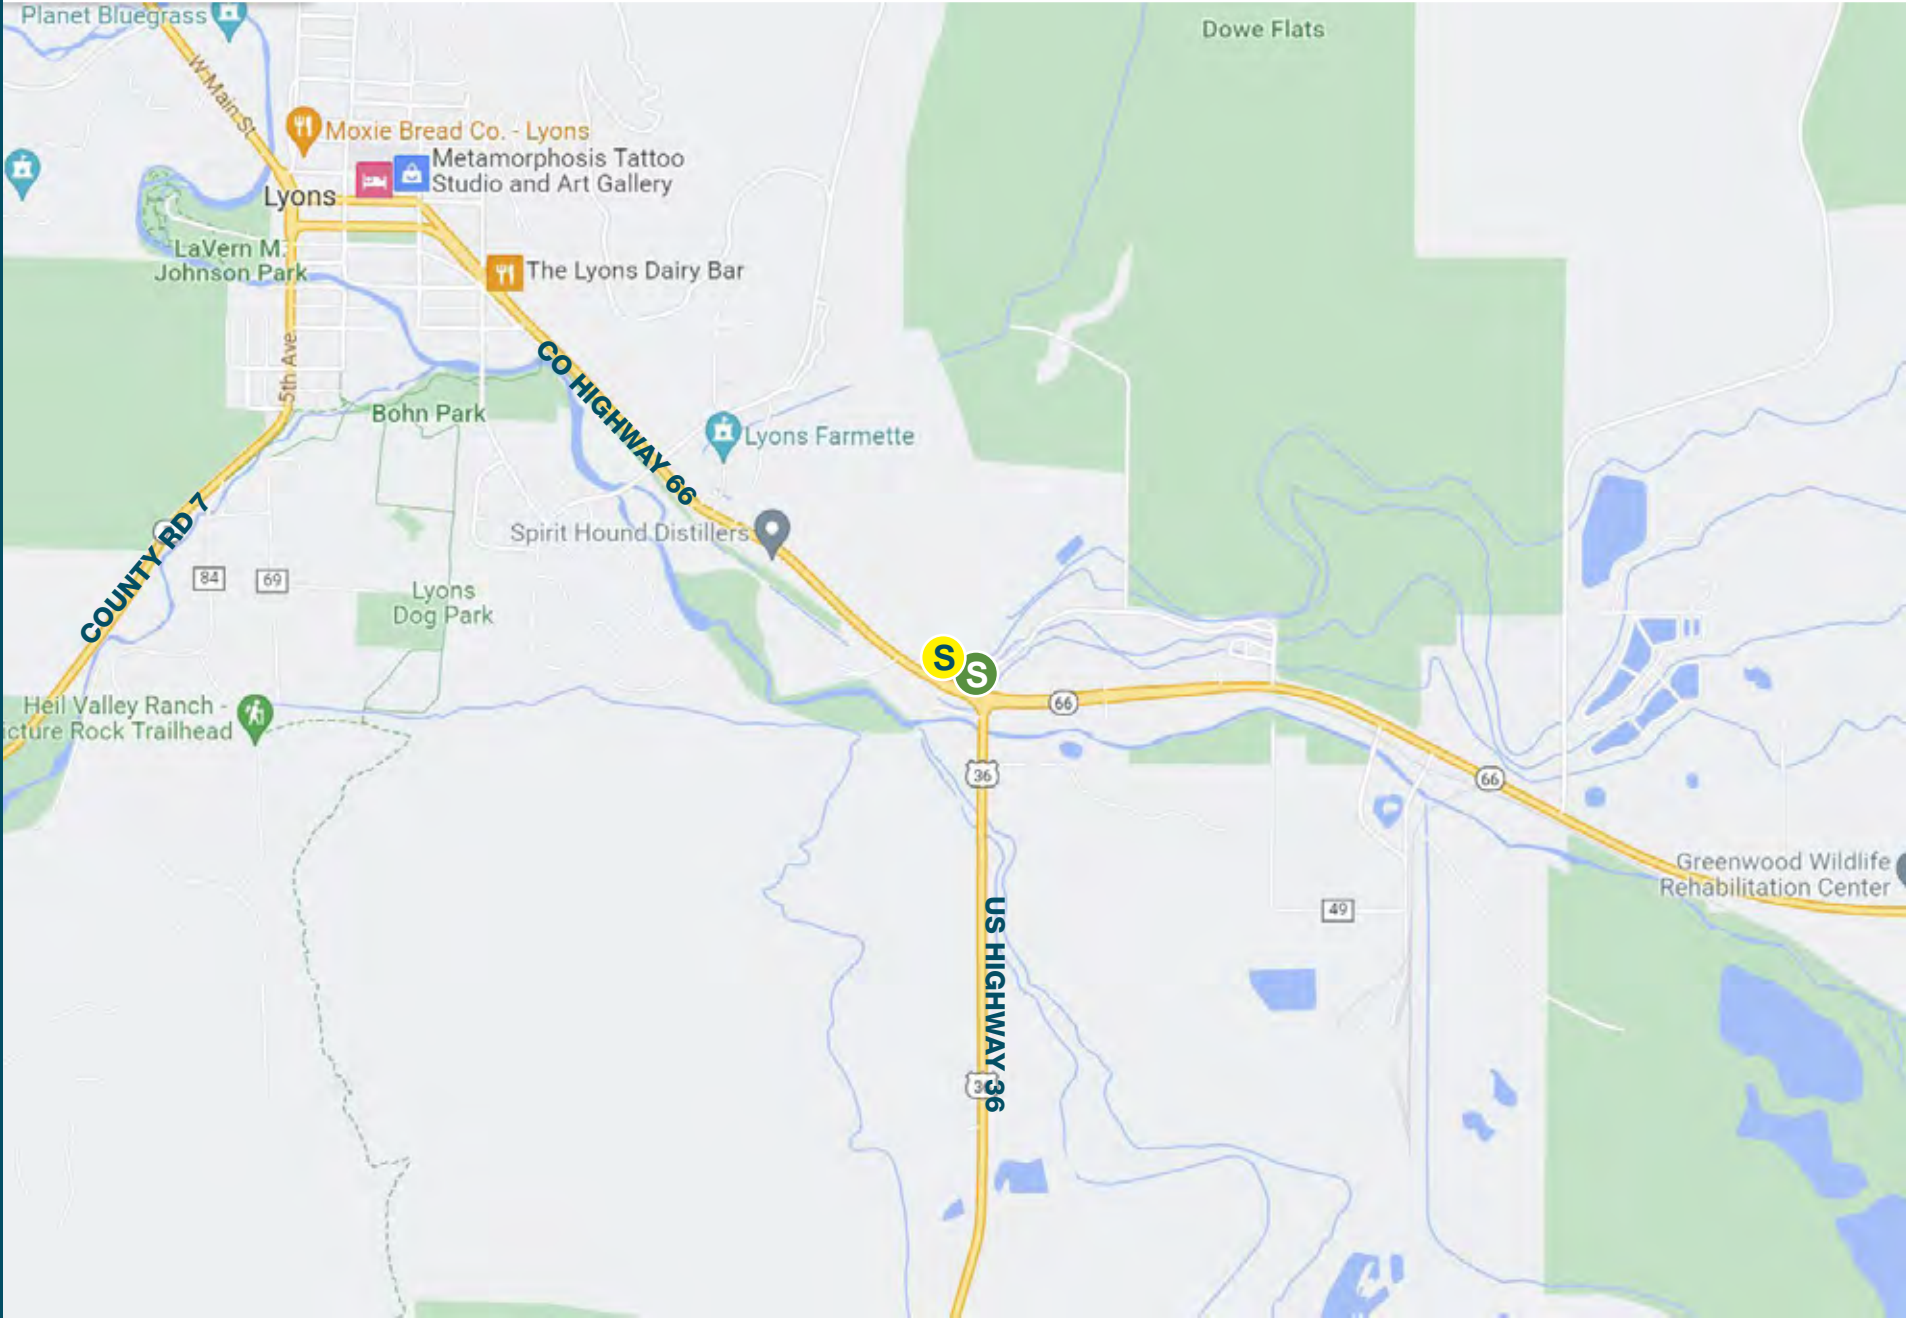 Planet Bluegrass
Dowe Flats
W Main St
Moxie Bread Co. - Lyons
Metamorphosis Tattoo
Studio and Art Gallery
Lyons
LaVern M.
Johnson Park
The Lyons Dairy Bar
5th Ave
CO HIGHWAY 66
Bohn Park
Lyons Farmette
COUNTY RD 7
Spirit Hound Distillers
84
69
Lyons
Dog Park
S
S
66
Heil Valley Ranch -
icture Rock Trailhead
36
66
Greenwood Wildlife
Rehabilitation Center
49
US HIGHWAY 36
36